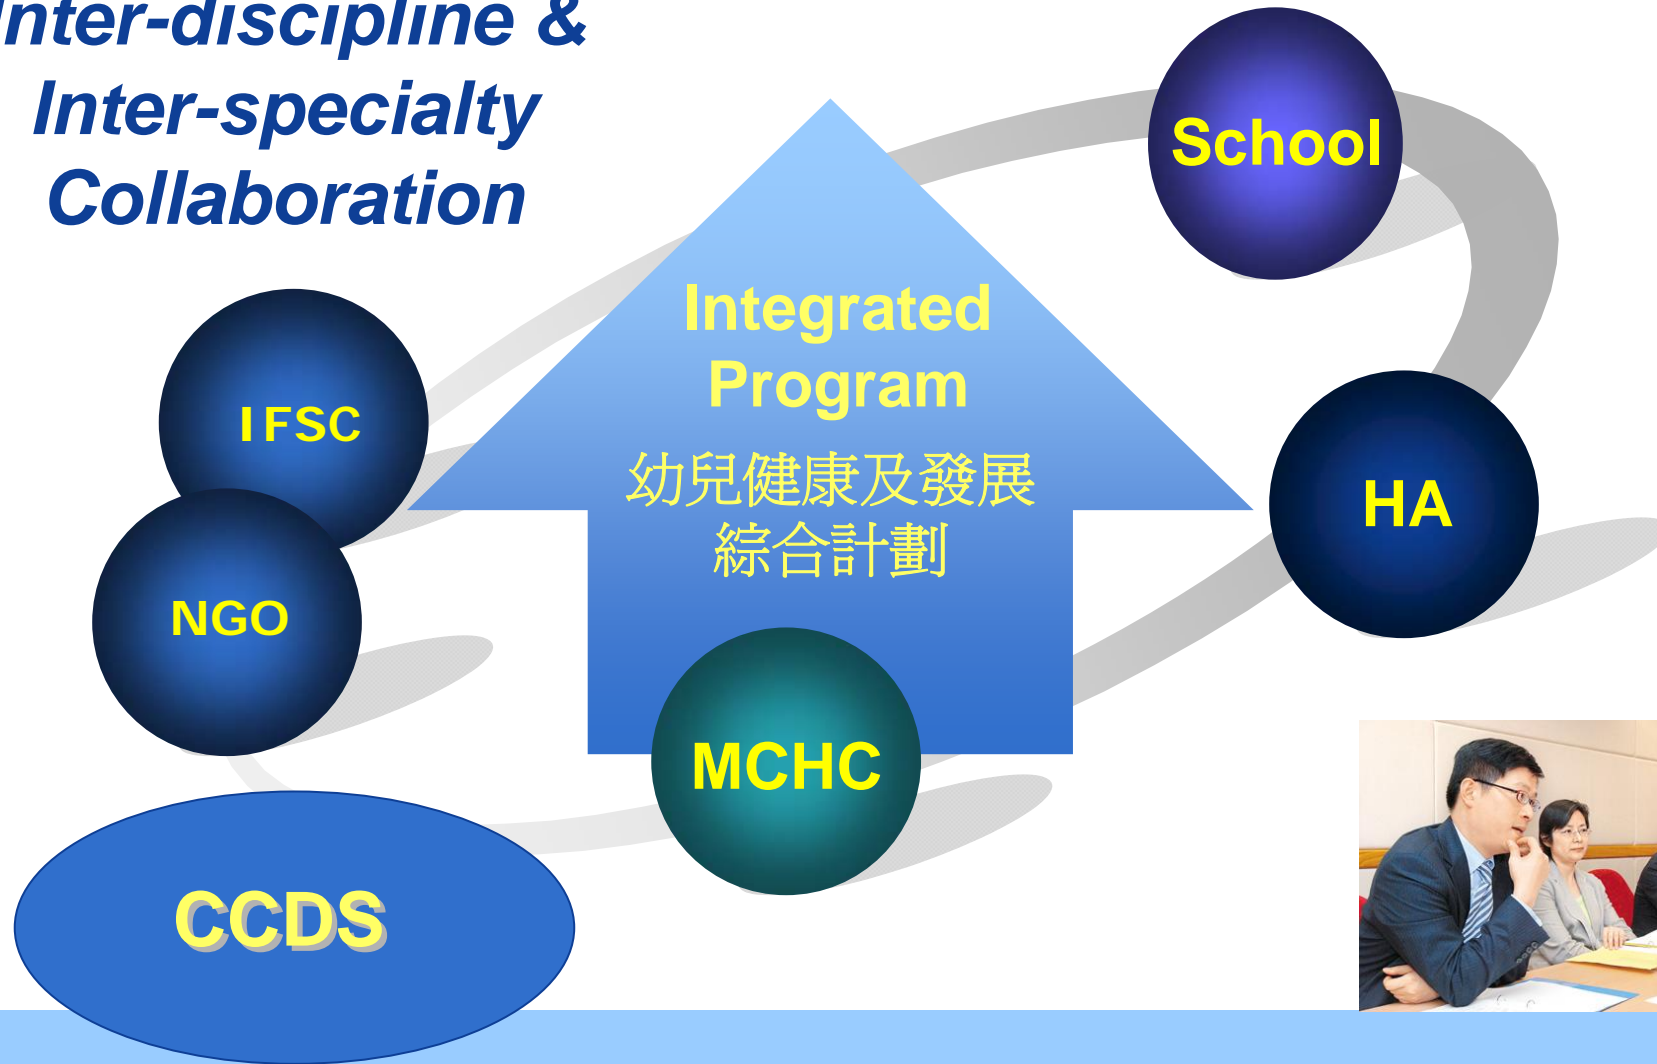 nter-discipline &
Inter-specialty
Collaboration
School
Integrated
Program
幼兒健康及發展
綜合計劃
IFSC
HA
NGO
MCHC
CCDS